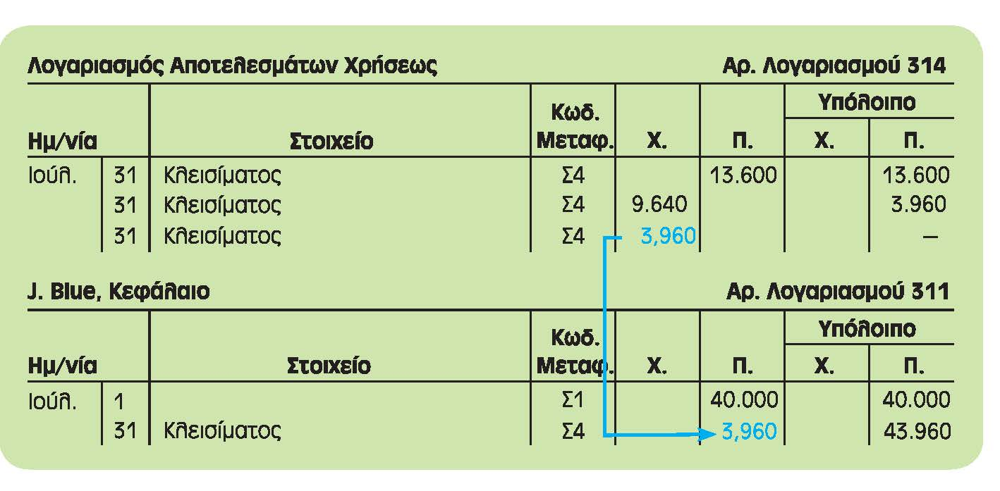 Λογαριασμός Αποτελεσμάτων Χρήσεως Αρ. Λογαριασμού 314
Υπόλοιπο
Κωδ.
Ημ/νία Στοιχείο Μεταφ. Χ. Π. Χ. Π.
Ιούλ. 31 Κλεισίματος Σ4 13.600 13.600
31 Κλεισίματος Σ4 9.640 3.960
31 Κλεισίματος Σ4 3,960 –
J. Blue, Κεφάλαιο Αρ. Λογαριασμού 311
Υπόλοιπο
Κωδ.
Ημ/νία Στοιχείο Μεταφ. Χ. Π. Χ. Π.
Ιούλ. 1 Σ1 40.000 40.000
31 Κλεισίματος Σ4 3,960 43.960